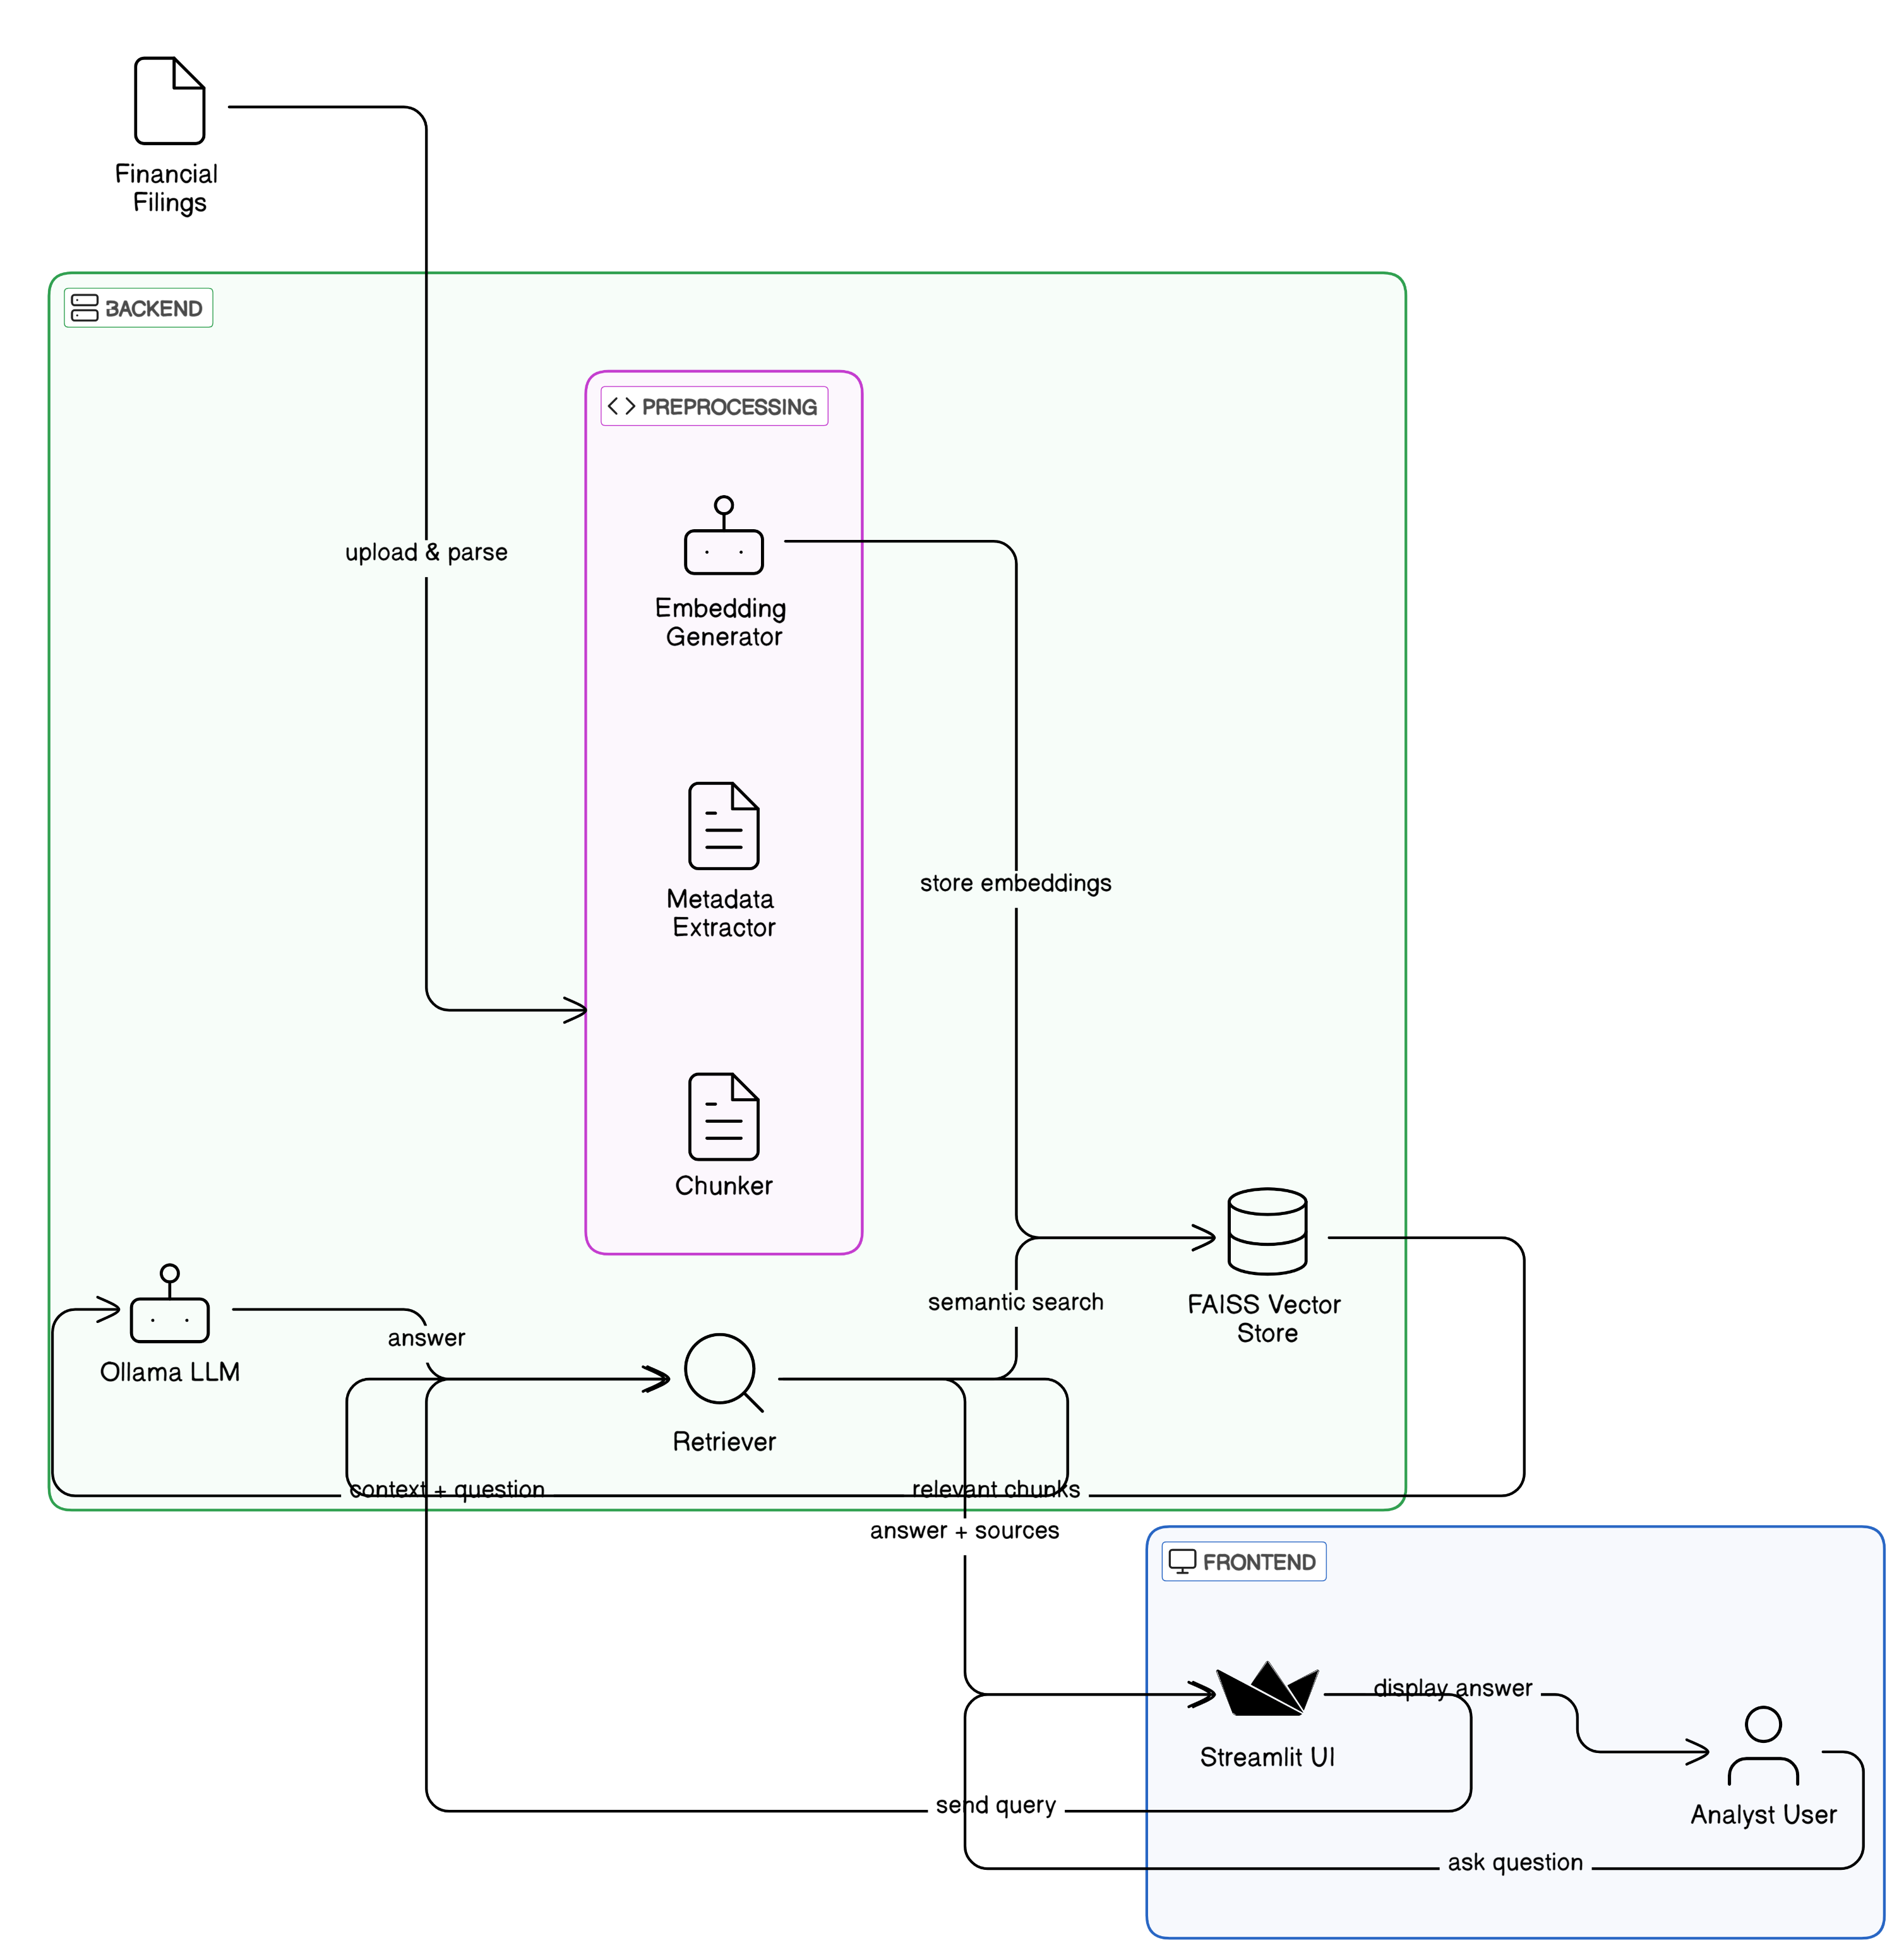 Financial
Filings
BACKEND
PREPROCESSING
Embedding
Generator
upload & parse
Metadata
Extractor
store embeddings
Chunker
semantic search
FAISS Vector
Store
answer
Ollama LLM
Retriever
context + question
relevant chunks
answer + sources
FRONTEND
display answer
Streamlit UI
send query
Analyst User
ask question